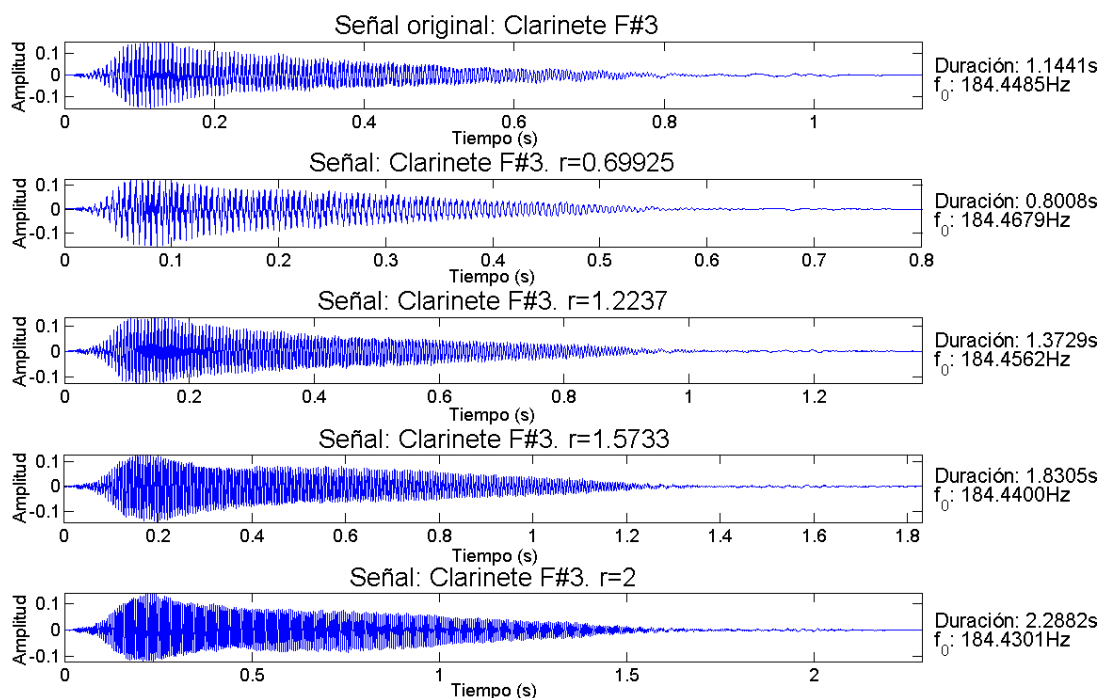 Señal original: Clarinete F#3
Amplitud
0.1
0
-0.1
0 0.2 0.4 0.6 0.8 1
Tiempo (s)
Duración: 1.1441s
f0: 184.4485Hz
Señal: Clarinete F#3. r=0.69925
Amplitud
0.1
0
-0.1
0 0.1 0.2 0.3 0.4 0.5 0.6 0.7 0.8
Tiempo (s)
Duración: 0.8008s
f0: 184.4679Hz
Señal: Clarinete F#3. r=1.2237
Amplitud
0.1
0
-0.1
0 0.2 0.4 0.6 0.8 1 1.2
Tiempo (s)
Duración: 1.3729s
f0: 184.4562Hz
Señal: Clarinete F#3. r=1.5733
Amplitud
0.1
0
-0.1
0 0.2 0.4 0.6 0.8 1 1.2 1.4 1.6 1.8
Tiempo (s)
Duración: 1.8305s
f0: 184.4400Hz
Señal: Clarinete F#3. r=2
Amplitud
0.1
0
-0.1
0 0.5 1 1.5 2
Tiempo (s)
Duración: 2.2882s
f0: 184.4301Hz